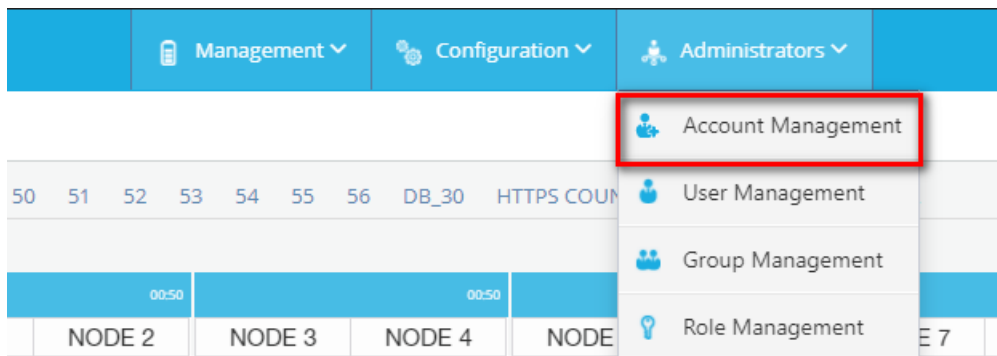 Management Configuration Administrators
Account Management
50 51 52 53 54 55 56 DB_30 HTTPS COUN
User Management
Group Management
00:50 00:50
NODE 2 NODE 3 NODE 4 NODE E 7
Role Management